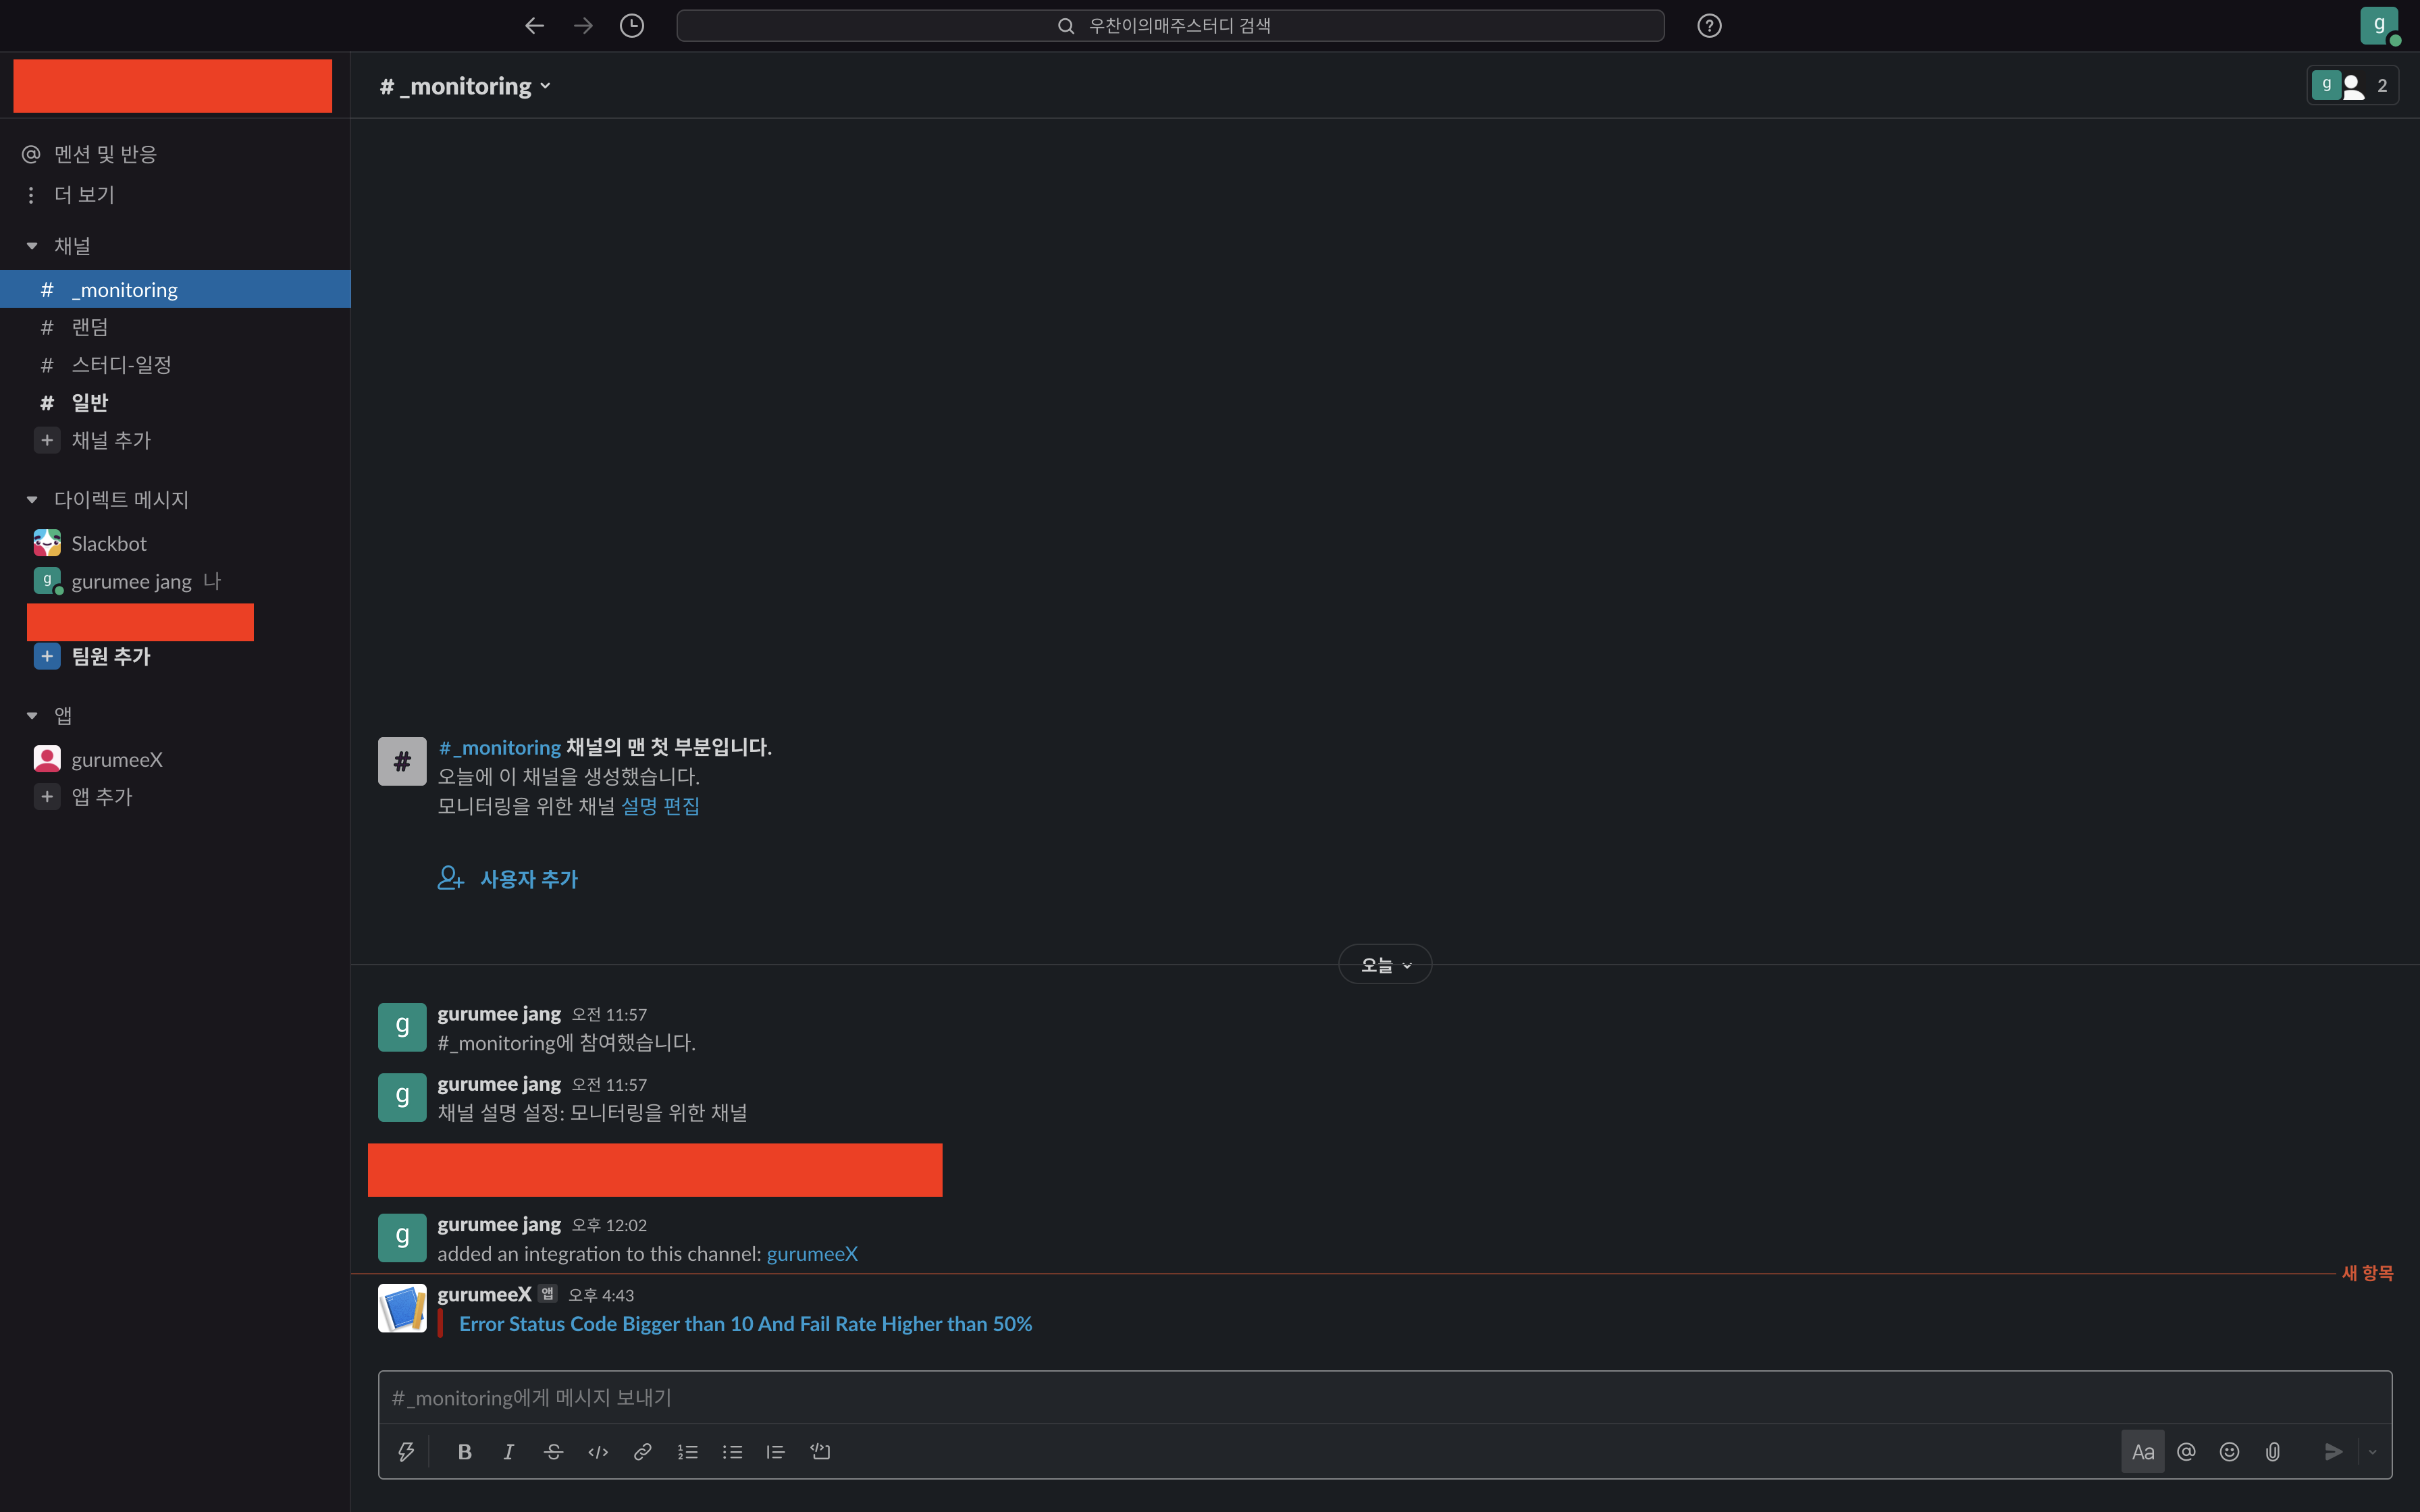 우찬이의매주스터디 검색
g
# _monitoring
g 2
멘션 및 반응
더 보기
채널
# _monitoring
# 랜덤
# 스터디-일정
# 일반
+ 채널 추가
다이렉트 메시지
Slackbot
g gurumee jang 나
+ 팀원 추가
앱
gurumeeX
+ 앱 추가
# #_monitoring 채널의 맨 첫 부분입니다.
오늘에 이 채널을 생성했습니다.
모니터링을 위한 채널 설명 편집
사용자 추가
오늘
g gurumee jang 오전 11:57
#_monitoring에 참여했습니다.
g gurumee jang 오전 11:57
채널 설명 설정: 모니터링을 위한 채널
g gurumee jang 오후 12:02
added an integration to this channel: gurumeeX
새 항목
gurumeeX 앱 오후 4:43
Error Status Code Bigger than 10 And Fail Rate Higher than 50%
#_monitoring에게 메시지 보내기
B I S </> Aa @